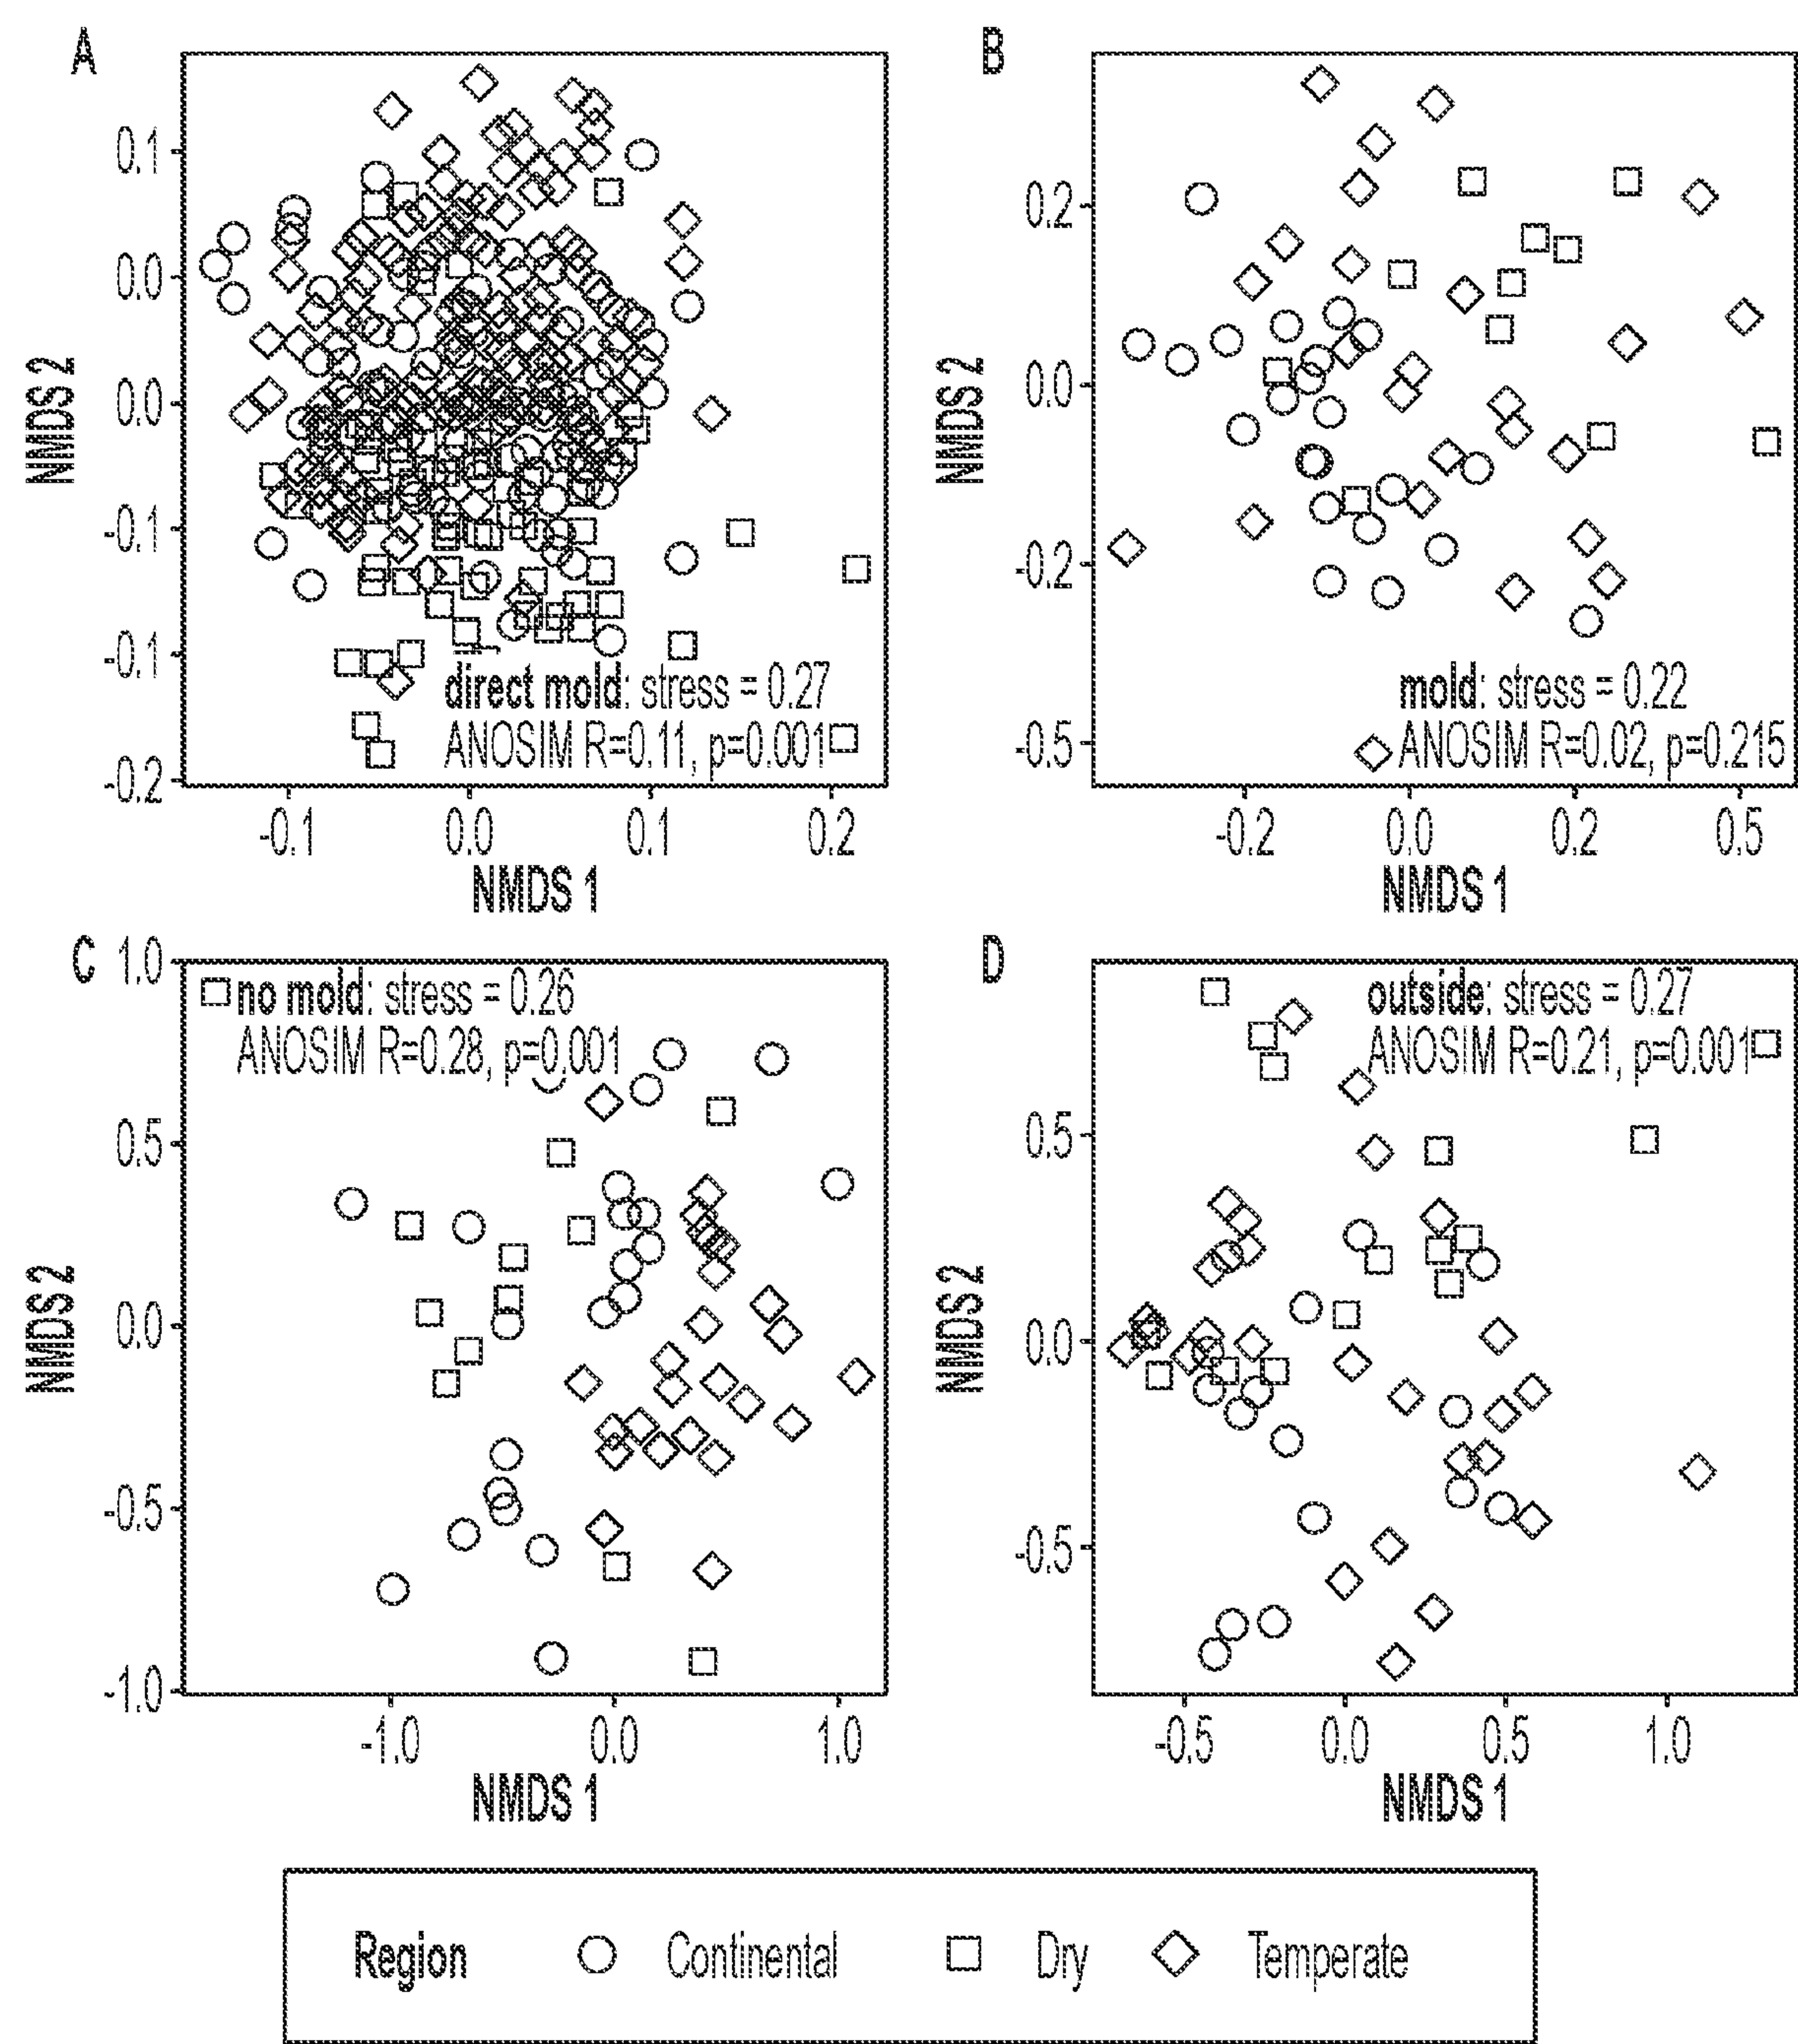 A
NMDS 2
0.1
0.0
0.0
-0.1
-0.1
-0.2
direct mold: stress = 0.27
ANOSIM R=0.11, p=0.001
-0.1 0.0 0.1 0.2
NMDS 1
B
NMDS 2
0.2
0.0
-0.2
-0.5
mold: stress = 0.22
ANOSIM R=0.02, p=0.215
-0.2 0.0 0.2 0.5
NMDS 1
C
NMDS 2
1.0
0.5
0.0
-0.5
-1.0
no mold: stress = 0.26
ANOSIM R=0.28, p=0.001
-1.0 0.0 1.0
NMDS 1
D
NMDS 2
0.5
0.0
-0.5
outside: stress = 0.27
ANOSIM R=0.21, p=0.001
-0.5 0.0 0.5 1.0
NMDS 1
Region Continental Dry Temperate